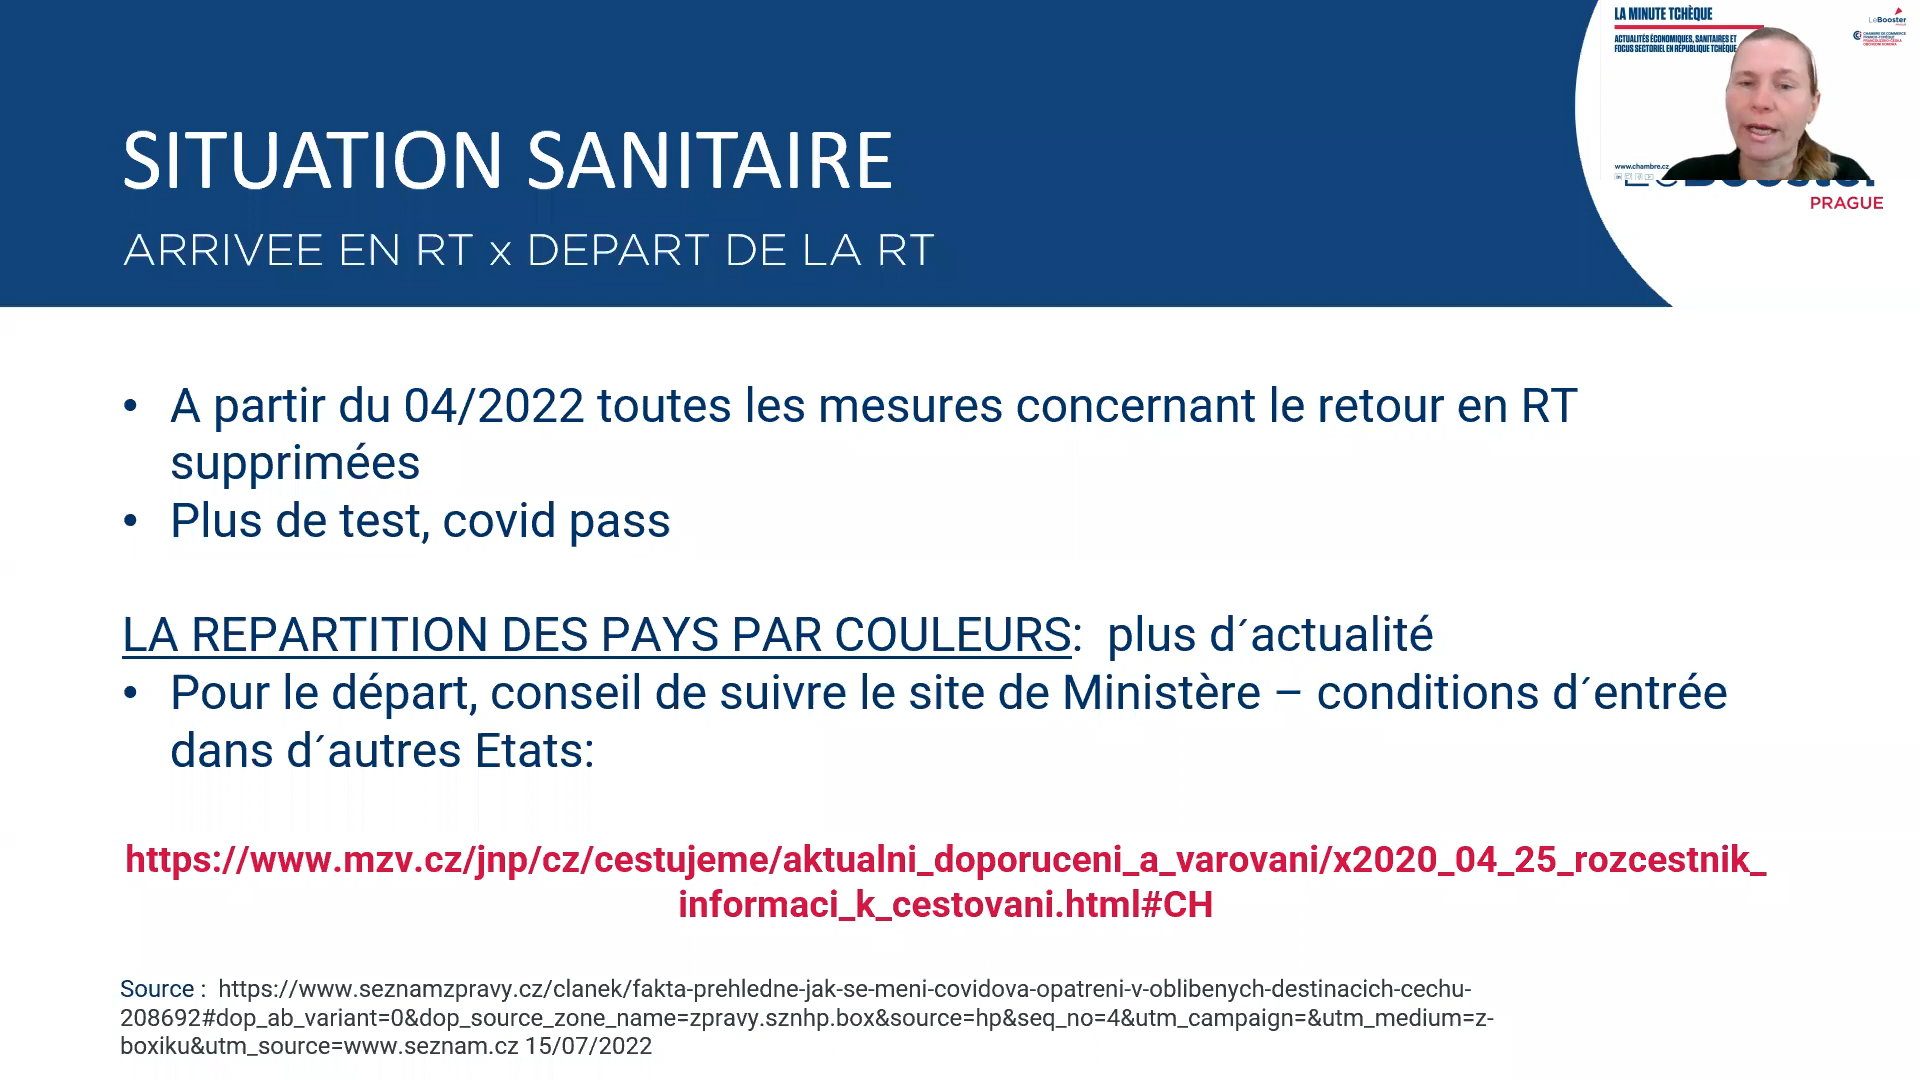 LA MINUTE TCHÈQUE
ACTUALITÉS ÉCONOMIQUES, SANITAIRES ET
FOCUS SECTORIEL EN RÉPUBLIQUE TCHÈQUE
LeBooster
CHAMBRE DE COMMERCE
FRANCO-TCHÈQUE
www.chambre.cz
PRAGUE
SITUATION SANITAIRE
ARRIVEE EN RT x DEPART DE LA RT
• A partir du 04/2022 toutes les mesures concernant le retour en RT
supprimées
• Plus de test, covid pass
LA REPARTITION DES PAYS PAR COULEURS:  plus d´actualité
• Pour le départ, conseil de suivre le site de Ministère – conditions d´entrée
dans d´autres Etats:
https://www.mzv.cz/jnp/cz/cestujeme/aktualni_doporuceni_a_varovani/x2020_04_25_rozcestnik_
informaci_k_cestovani.html#CH
Source :  https://www.seznamzpravy.cz/clanek/fakta-prehledne-jak-se-meni-covidova-opatreni-v-oblibenych-destinacich-cechu-
208692#dop_ab_variant=0&dop_source_zone_name=zpravy.sznhp.box&source=hp&seq_no=4&utm_campaign=&utm_medium=z-
boxiku&utm_source=www.seznam.cz 15/07/2022